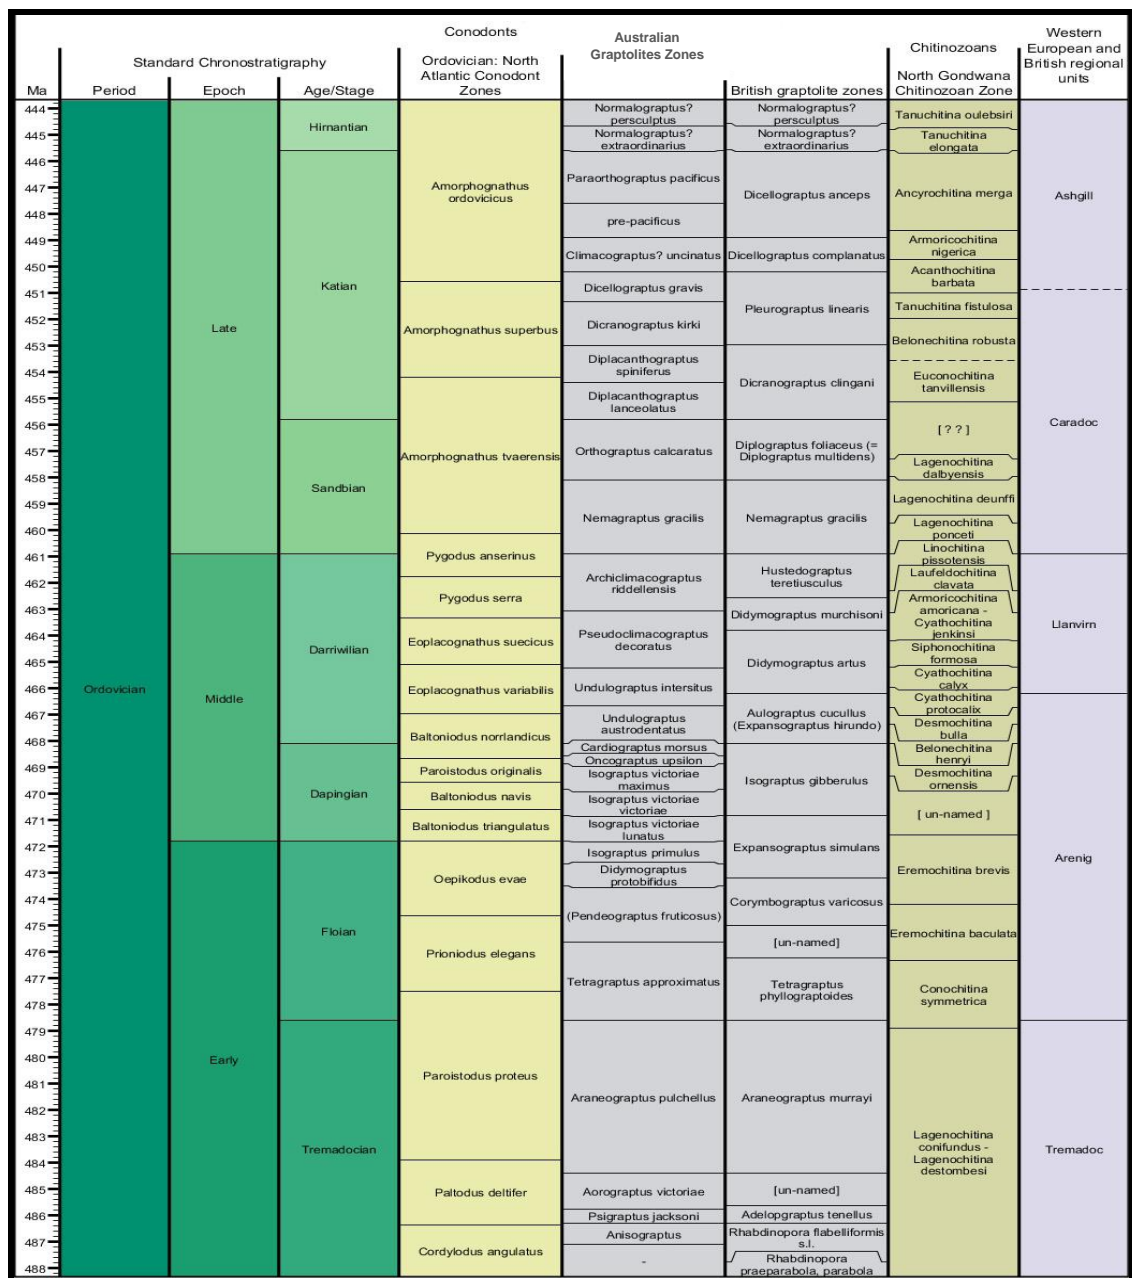 Conodonts
Australian
Graptolites Zones
Western
European and
British regional
units
Chitinozoans
Standard Chronostratigraphy
Ordovician: North
Atlantic Conodont
Zones
North Gondwana
Chitinozoan Zone
Ma
Period
Epoch
Age/Stage
British graptolite zones
444
445
446
447
448
449
450
451
452
453
454
455
456
457
458
459
460
461
462
463
464
465
466
467
468
469
470
471
472
473
474
475
476
477
478
479
480
481
482
483
484
485
486
487
488
Ordovician
Late
Middle
Early
Hirnantian
Katian
Sandbian
Darriwilian
Dapingian
Floian
Tremadocian
Amorphognathus
ordovicicus
Amorphognathus superbus
Amorphognathus tvaerensis
Pygodus anserinus
Pygodus serra
Eoplacognathus suecicus
Eoplacognathus variabilis
Baltoniodus norrlandicus
Paroistodus originalis
Baltoniodus navis
Baltoniodus triangulatus
Oepikodus evae
Prioniodus elegans
Paroistodus proteus
Paltodus deltifer
Cordylodus angulatus
Normalograptus?
persculptus
Normalograptus?
extraordinarius
Paraorthograptus pacificus
pre-pacificus
Climacograptus? uncinatus
Dicellograptus gravis
Dicranograptus kirki
Diplacanthograptus
spiniferus
Diplacanthograptus
lanceolatus
Orthograptus calcaratus
Nemagraptus gracilis
Archiclimacograptus
riddellensis
Pseudoclimacograptus
decoratus
Undulograptus intersitus
Undulograptus
austrodentatus
Cardiograptus morsus
Oncograptus upsilon
Isograptus victoriae
maximus
Isograptus victoriae
victoriae
Isograptus victoriae
lunatus
Isograptus primulus
Didymograptus
protobifidus
(Pendeograptus fruticosus)
Tetragraptus approximatus
Araneograptus pulchellus
Aorograptus victoriae
Psigraptus jacksoni
Anisograptus
-
Normalograptus?
persculptus
Normalograptus?
extraordinarius
Dicellograptus anceps
Dicellograptus complanatus
Pleurograptus linearis
Dicranograptus clingani
Diplograptus foliaceus (=
Diplograptus multidens)
Nemagraptus gracilis
Hustedograptus
teretiusculus
Didymograptus murchisoni
Didymograptus artus
Aulograptus cucullus
(Expansograptus hirundo)
Isograptus gibberulus
Expansograptus simulans
Corymbograptus varicosus
[un-named]
Tetragraptus
phyllograptoides
Araneograptus murrayi
[un-named]
Adelopgraptus tenellus
Rhabdinopora flabelliformis
s.l.
Rhabdinopora
praeparabola, parabola
Tanuchitina oulebsiri
Tanuchitina
elongata
Ancyrochitina merga
Armoricochitina
nigerica
Acanthochitina
barbata
Tanuchitina fistulosa
Belonechitina robusta
Euconochitina
tanvillensis
[ ? ? ]
Lagenochitina
dalbyensis
Lagenochitina deunffi
Lagenochitina
ponceti
Linochitina
pissotensis
Laufeldochitina
clavata
Armoricochitina
amoricana -
Cyathochitina
jenkinsi
Siphonochitina
formosa
Cyathochitina
calyx
Cyathochitina
protocalix
Desmochitina
bulla
Belonechitina
henryi
Desmochitina
ornensis
[ un-named ]
Eremochitina brevis
Eremochitina baculata
Conochitina
symmetrica
Lagenochitina
conifundus -
Lagenochitina
destombesi
Ashgill
Caradoc
Llanvirn
Arenig
Tremadoc